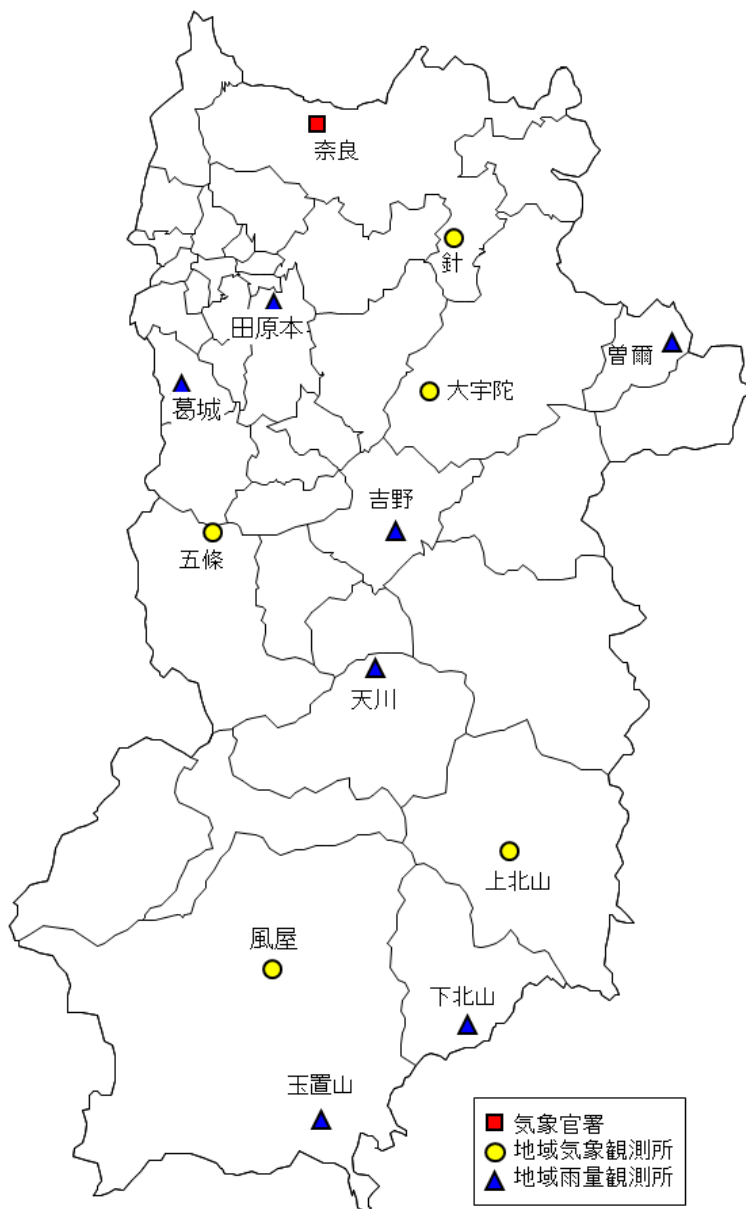 奈良
針
田原本
曽爾
大宇陀
葛城
吉野
五條
天川
上北山
風屋
下北山
玉置山
気象官署
地域気象観測所
地域雨量観測所